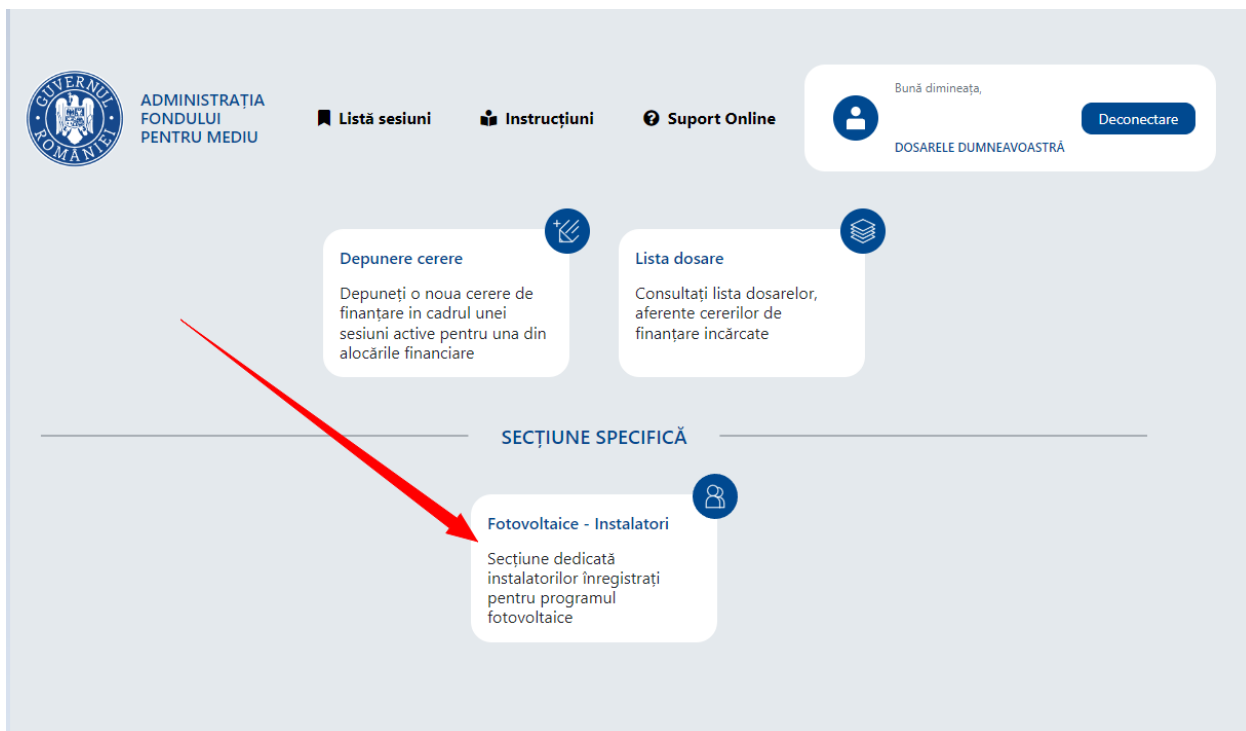 GUVERNUL ROMÂNIEI
ADMINISTRAȚIA
FONDULUI
PENTRU MEDIU
Listă sesiuni
Instrucțiuni
Suport Online
Bună dimineața,
DOSARELE DUMNEAVOASTRĂ
Deconectare
Depunere cerere
Depuneți o noua cerere de
finanțare in cadrul unei
sesiuni active pentru una din
alocările financiare
Lista dosare
Consultați lista dosarelor,
aferente cererilor de
finanțare incărcate
SECȚIUNE SPECIFICĂ
Fotovoltaice - Instalatori
Secțiune dedicată
instalatorilor înregistrați
pentru programul
fotovoltaice